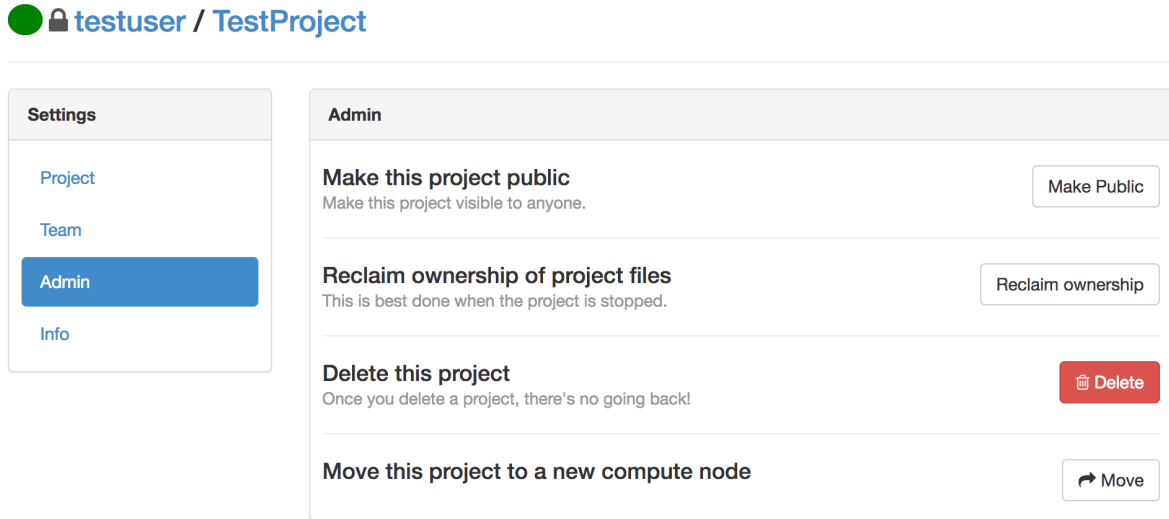 testuser / TestProject
Settings
Project
Team
Admin
Info
Admin
Make this project public
Make this project visible to anyone.
Make Public
Reclaim ownership of project files
This is best done when the project is stopped.
Reclaim ownership
Delete this project
Once you delete a project, there's no going back!
Delete
Move this project to a new compute node
Move